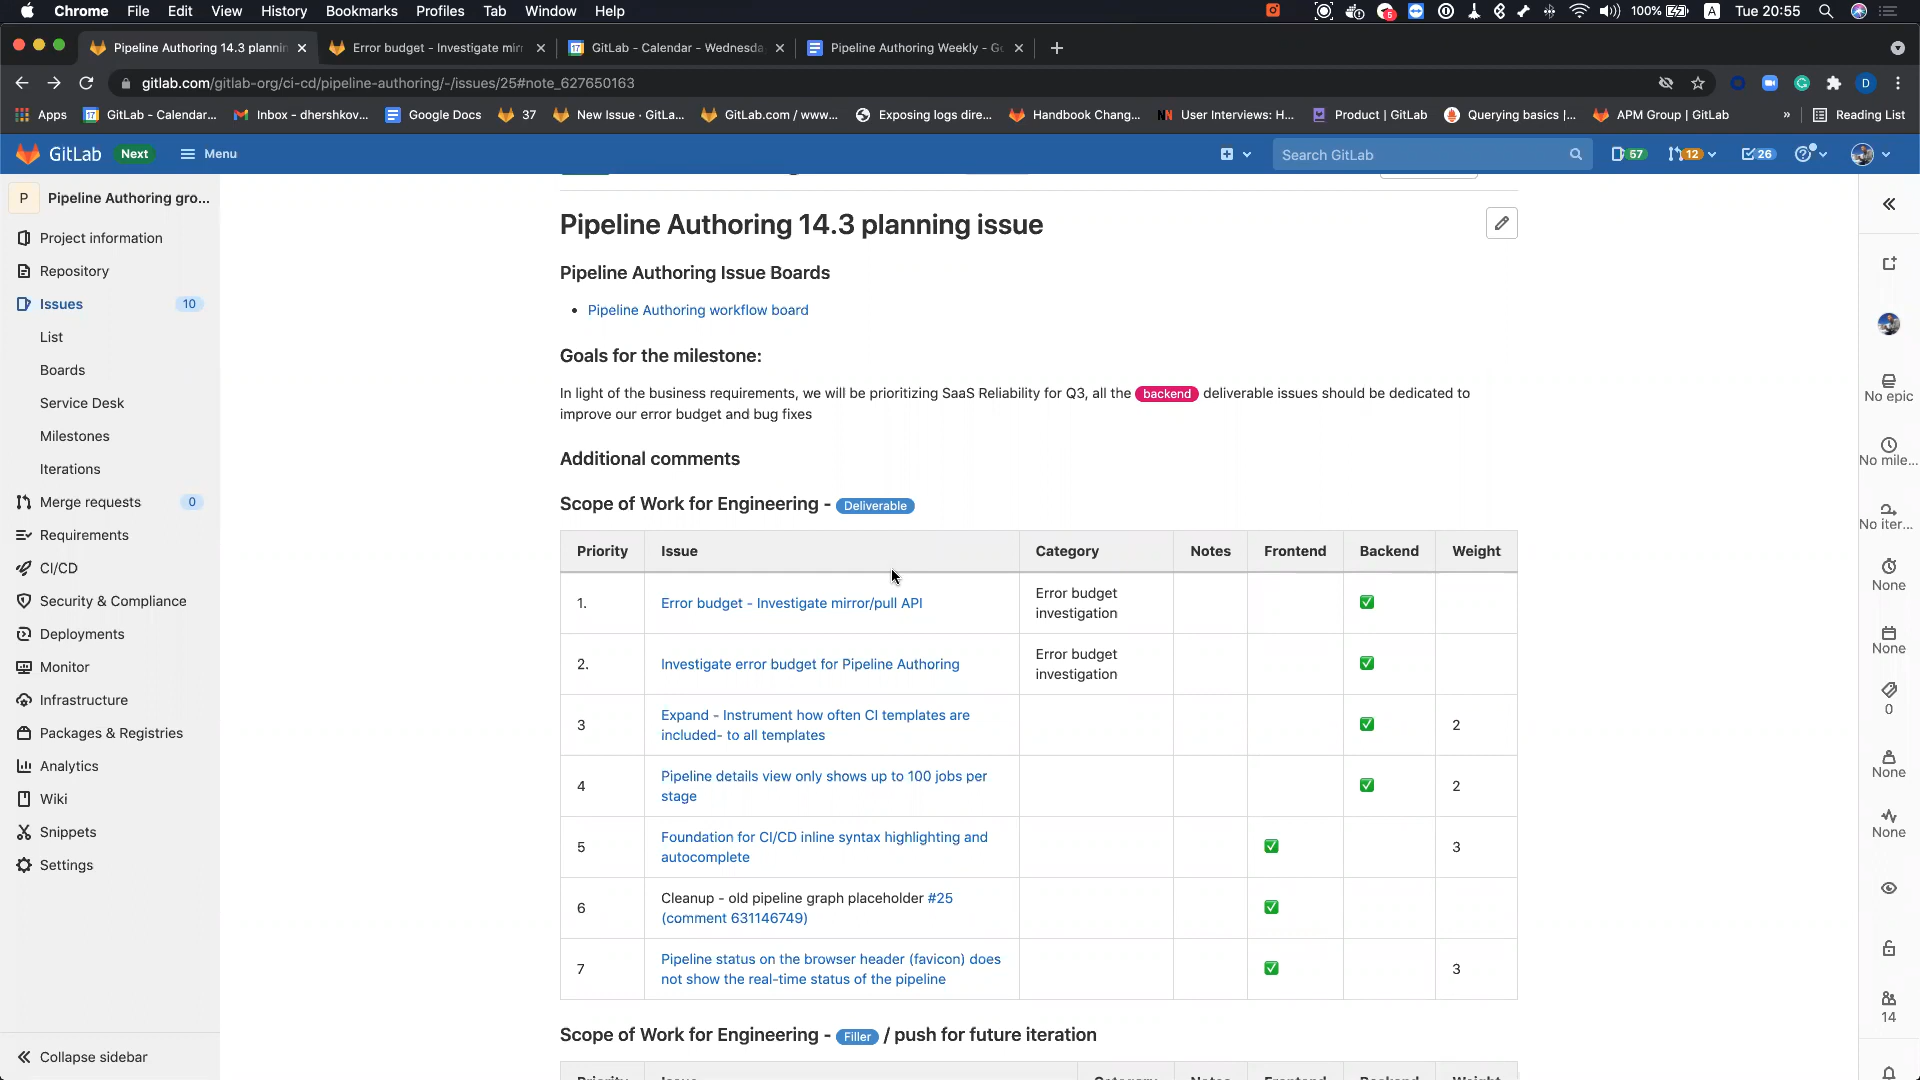 Chrome File Edit View History Bookmarks Profiles Tab Window Help 5 100% A Tue 20:55
Pipeline Authoring 14.3 plannin Error budget - Investigate mir GitLab - Calendar - Wednesda Pipeline Authoring Weekly - G
gitlab.com/gitlab-org/ci-cd/pipeline-authoring/-/issues/25#note_627650163 D
Apps GitLab - Calendar... Inbox - dhershkov... Google Docs 37 New Issue · GitLa... GitLab.com / www... Exposing logs dire... Handbook Chang... User Interviews: H... Product | GitLab Querying basics |... APM Group | GitLab » Reading List
GitLab Next Menu Search GitLab 57 12 26
P Pipeline Authoring gro...
Project information
Repository
Issues 10
List
Boards
Service Desk
Milestones
Iterations
Merge requests 0
Requirements
CI/CD
Security & Compliance
Deployments
Monitor
Infrastructure
Packages & Registries
Analytics
Wiki
Snippets
Settings
Collapse sidebar
Pipeline Authoring 14.3 planning issue
Pipeline Authoring Issue Boards
• Pipeline Authoring workflow board
Goals for the milestone:
In light of the business requirements, we will be prioritizing SaaS Reliability for Q3, all the backend deliverable issues should be dedicated to
improve our error budget and bug fixes
Additional comments
Scope of Work for Engineering - Deliverable
Priority Issue Category Notes Frontend Backend Weight
1. Error budget - Investigate mirror/pull API Error budget
investigation
2. Investigate error budget for Pipeline Authoring Error budget
investigation
3 Expand - Instrument how often CI templates are
included- to all templates 2
4 Pipeline details view only shows up to 100 jobs per
stage 2
5 Foundation for CI/CD inline syntax highlighting and
autocomplete 3
6 Cleanup - old pipeline graph placeholder #25
(comment 631146749)
7 Pipeline status on the browser header (favicon) does
not show the real-time status of the pipeline 3
Scope of Work for Engineering - Filler / push for future iteration
No epic
No mile...
No iter...
None
None
0
None
None
14